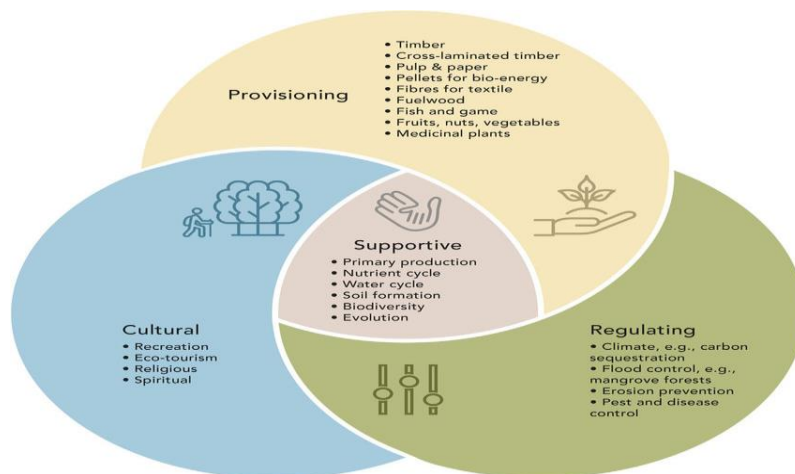 Provisioning
• Timber
• Cross-laminated timber
• Pulp & paper
• Pellets for bio-energy
• Fibres for textile
• Fuelwood
• Fish and game
• Fruits, nuts, vegetables
• Medicinal plants
Supportive
• Primary production
• Nutrient cycle
• Water cycle
• Soil formation
• Biodiversity
• Evolution
Cultural
• Recreation
• Eco-tourism
• Religious
• Spiritual
Regulating
• Climate, e.g., carbon
sequestration
• Flood control, e.g.,
mangrove forests
• Erosion prevention
• Pest and disease
control